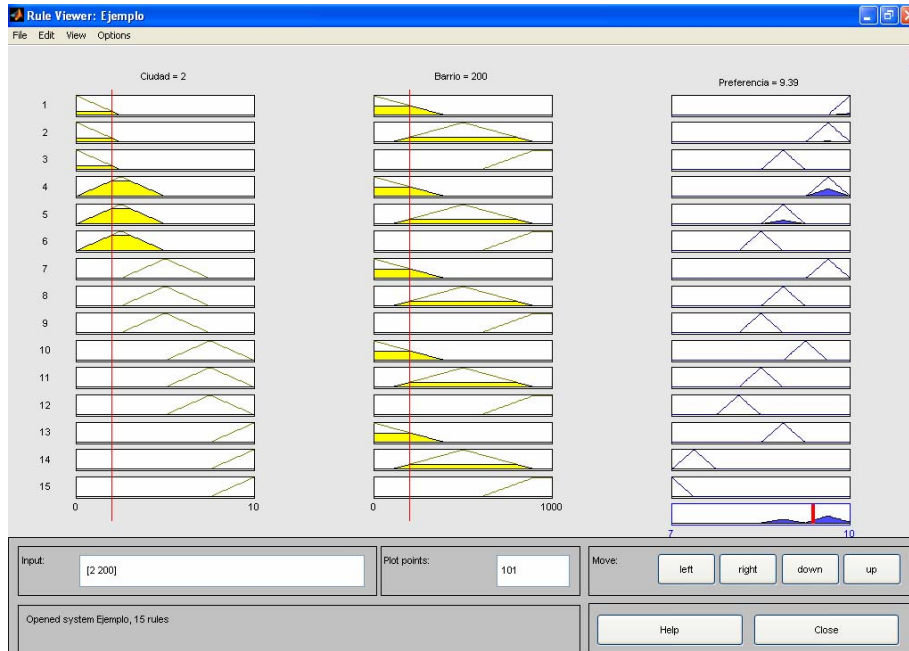 Rule Viewer: Ejemplo
File Edit View Options
Ciudad = 2
Barrio = 200
Preferencia = 9.39
1
2
3
4
5
6
7
8
9
10
11
12
13
14
15
0 10
0 1000
7 10
Input:
[2 200]
Plot points:
101
Move:
left right down up
Opened system Ejemplo, 15 rules
Help Close